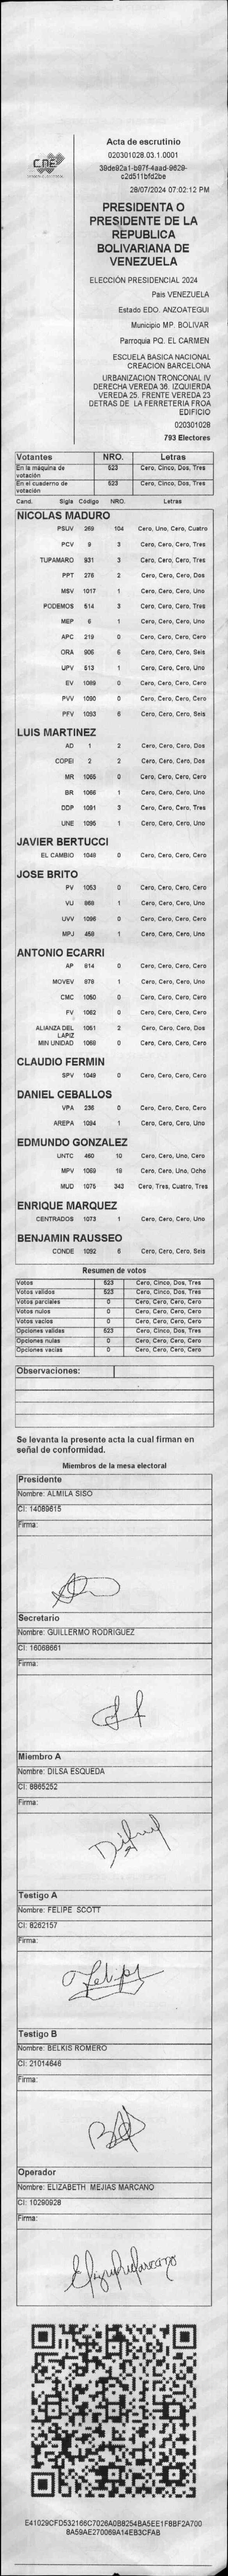 CNE
Acta de escrutinio
020301028.03.1.0001
39de92a1-b97f-4aad-9629-
c2d511bfd2be
28/07/2024 07:02:12 PM
PRESIDENTA O
PRESIDENTE DE LA
REPUBLICA
BOLIVARIANA DE
VENEZUELA
ELECCIÓN PRESIDENCIAL 2024
País VENEZUELA
Estado EDO. ANZOATEGUI
Municipio MP. BOLIVAR
Parroquia PQ. EL CARMEN
ESCUELA BASICA NACIONAL
CREACION BARCELONA
URBANIZACION TRONCONAL IV
DERECHA VEREDA 36. IZQUIERDA
VEREDA 25. FRENTE VEREDA 23
DETRAS DE LA FERRETERIA FROA
EDIFICIO
020301028
793 Electores
Votantes NRO. Letras
En la máquina de votación 523 Cero, Cinco, Dos, Tres
En el cuaderno de votación 523 Cero, Cinco, Dos, Tres
Cand. Sigla Código NRO. Letras
NICOLAS MADURO
PSUV 269 104 Cero, Uno, Cero, Cuatro
PCV 9 3 Cero, Cero, Cero, Tres
TUPAMARO 931 3 Cero, Cero, Cero, Tres
PPT 276 2 Cero, Cero, Cero, Dos
MSV 1017 1 Cero, Cero, Cero, Uno
PODEMOS 514 3 Cero, Cero, Cero, Tres
MEP 6 1 Cero, Cero, Cero, Uno
APC 219 0 Cero, Cero, Cero, Cero
ORA 906 6 Cero, Cero, Cero, Seis
UPV 513 1 Cero, Cero, Cero, Uno
EV 1089 0 Cero, Cero, Cero, Cero
PVV 1090 0 Cero, Cero, Cero, Cero
PFV 1093 6 Cero, Cero, Cero, Seis
LUIS MARTINEZ
AD 1 2 Cero, Cero, Cero, Dos
COPEI 2 2 Cero, Cero, Cero, Dos
MR 1065 0 Cero, Cero, Cero, Cero
BR 1066 1 Cero, Cero, Cero, Uno
DDP 1091 3 Cero, Cero, Cero, Tres
UNE 1095 1 Cero, Cero, Cero, Uno
JAVIER BERTUCCI
EL CAMBIO 1049 0 Cero, Cero, Cero, Cero
JOSE BRITO
PV 1053 0 Cero, Cero, Cero, Cero
VU 869 1 Cero, Cero, Cero, Uno
UVV 1096 0 Cero, Cero, Cero, Cero
MPJ 459 1 Cero, Cero, Cero, Uno
ANTONIO ECARRI
AP 814 0 Cero, Cero, Cero, Cero
MOVEV 978 1 Cero, Cero, Cero, Uno
CMC 1050 0 Cero, Cero, Cero, Cero
FV 1082 0 Cero, Cero, Cero, Cero
ALIANZA DEL LAPIZ 1051 2 Cero, Cero, Cero, Dos
MIN UNIDAD 1068 0 Cero, Cero, Cero, Cero
CLAUDIO FERMIN
SPV 1048 0 Cero, Cero, Cero, Cero
DANIEL CEBALLOS
VPA 236 0 Cero, Cero, Cero, Cero
AREPA 1094 1 Cero, Cero, Cero, Uno
EDMUNDO GONZALEZ
UNTC 460 10 Cero, Cero, Uno, Cero
MPV 1069 18 Cero, Cero, Uno, Ocho
MUD 1075 343 Cero, Tres, Cuatro, Tres
ENRIQUE MARQUEZ
CENTRADOS 1073 1 Cero, Cero, Cero, Uno
BENJAMIN RAUSSEO
CONDE 1092 6 Cero, Cero, Cero, Seis
Resumen de votos
Votos 523 Cero, Cinco, Dos, Tres
Votos validos 523 Cero, Cinco, Dos, Tres
Votos parciales 0 Cero, Cero, Cero, Cero
Votos nulos 0 Cero, Cero, Cero, Cero
Votos vacios 0 Cero, Cero, Cero, Cero
Opciones validas 523 Cero, Cinco, Dos, Tres
Opciones nulas 0 Cero, Cero, Cero, Cero
Opciones vacias 0 Cero, Cero, Cero, Cero
Observaciones:
Se levanta la presente acta la cual firman en
señal de conformidad.
Miembros de la mesa electoral
Presidente
Nombre: ALMILA SISO
CI: 14089615
Firma:
Secretario
Nombre: GUILLERMO RODRIGUEZ
CI: 16068661
Firma:
Miembro A
Nombre: DILSA ESQUEDA
CI: 8865252
Firma:
Testigo A
Nombre: FELIPE SCOTT
CI: 8262157
Firma:
Testigo B
Nombre: BELKIS ROMERO
CI: 21014646
Firma:
Operador
Nombre: ELIZABETH MEJIAS MARCANO
CI: 10290928
Firma:
E41029CFD532166C7026A0B8254BA5EE1F8BF2A700
8A59AE270069A14EB3CFAB